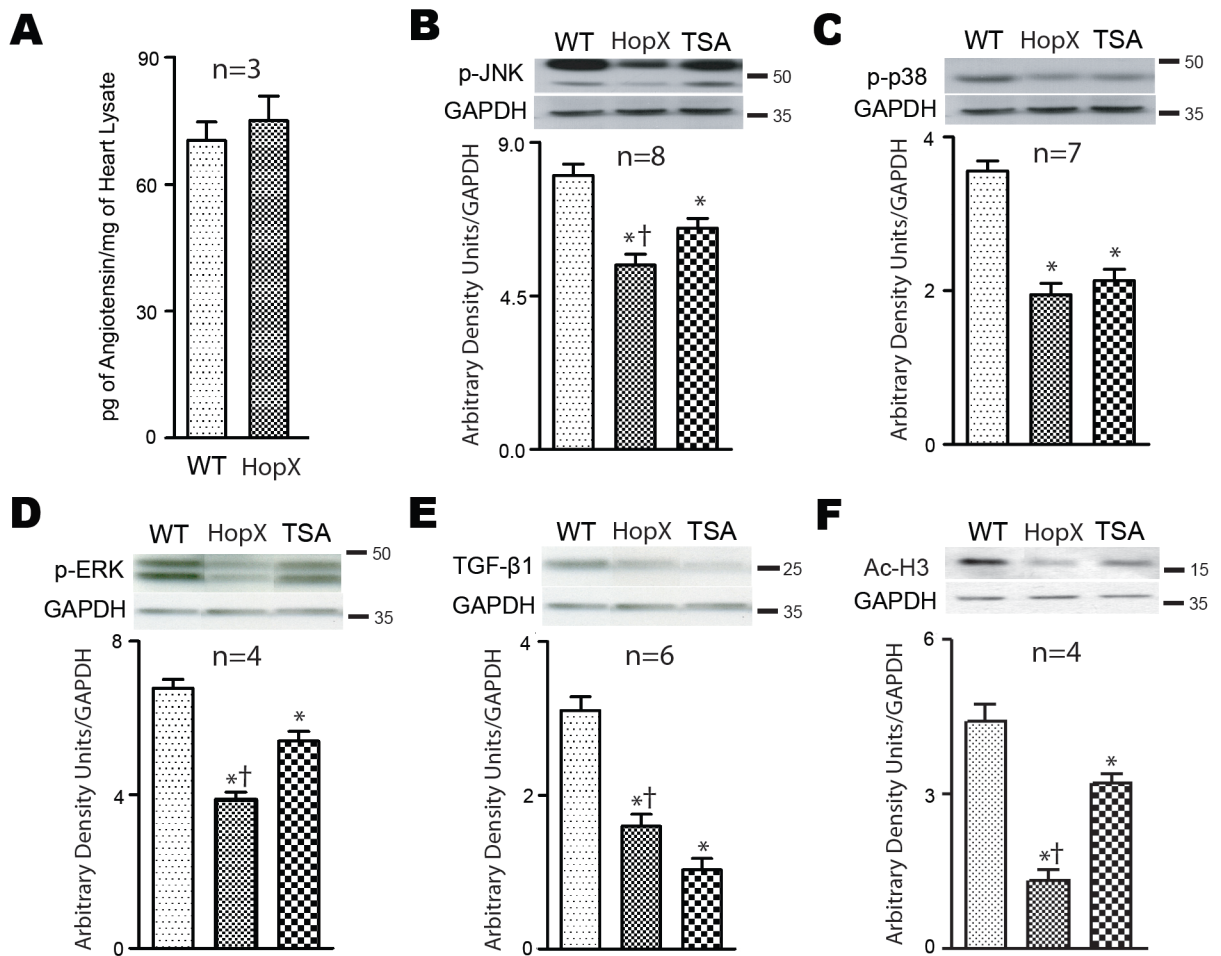 A
pg of Angiotensin/mg of Heart Lysate
90
60
30
0
n=3
WT HopX
B
WT HopX TSA
p-JNK
50
GAPDH
35
Arbitrary Density Units/GAPDH
9.0
4.5
0.0
n=8
*†
*
C
WT HopX TSA
p-p38
50
GAPDH
35
Arbitrary Density Units/GAPDH
4
2
0
n=7
*
*
D
WT HopX TSA
p-ERK
50
GAPDH
35
Arbitrary Density Units/GAPDH
8
4
0
n=4
*†
*
E
WT HopX TSA
TGF-β1
25
GAPDH
35
Arbitrary Density Units/GAPDH
4
2
0
n=6
*†
*
F
WT HopX TSA
Ac-H3
15
GAPDH
35
Arbitrary Density Units/GAPDH
6
3
0
n=4
*†
*